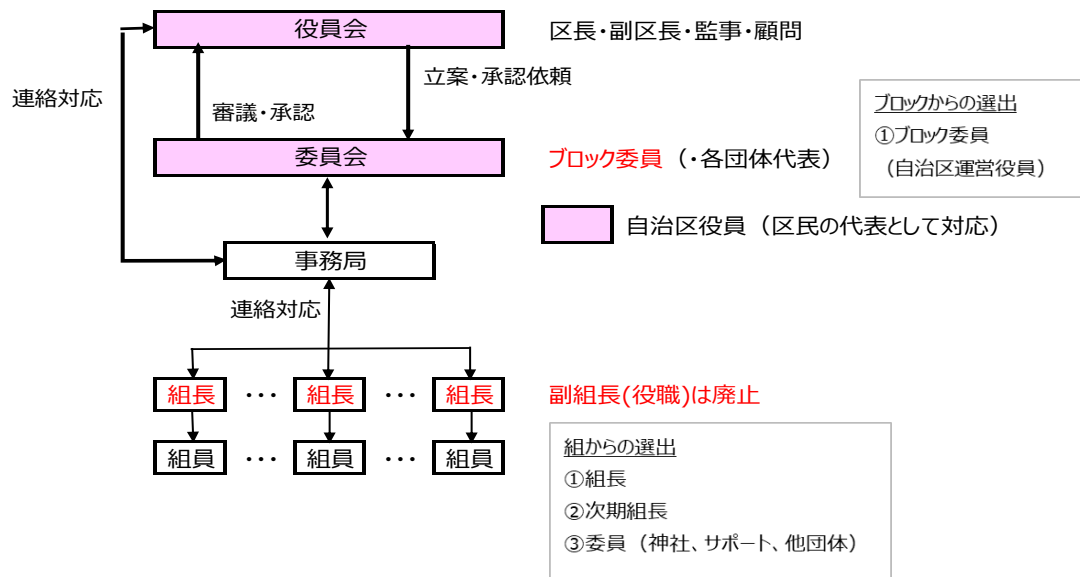 役員会
区長・副区長・監事・顧問
連絡対応
立案・承認依頼
審議・承認
ブロックからの選出
①ブロック委員
（自治区運営役員）
委員会
ブロック委員（・各団体代表）
自治区役員（区民の代表として対応）
事務局
連絡対応
組長 ・・・ 組長 ・・・ 組長
副組長(役職)は廃止
組員 ・・・ 組員 ・・・ 組員
組からの選出
①組長
②次期組長
③委員（神社、サポート、他団体）